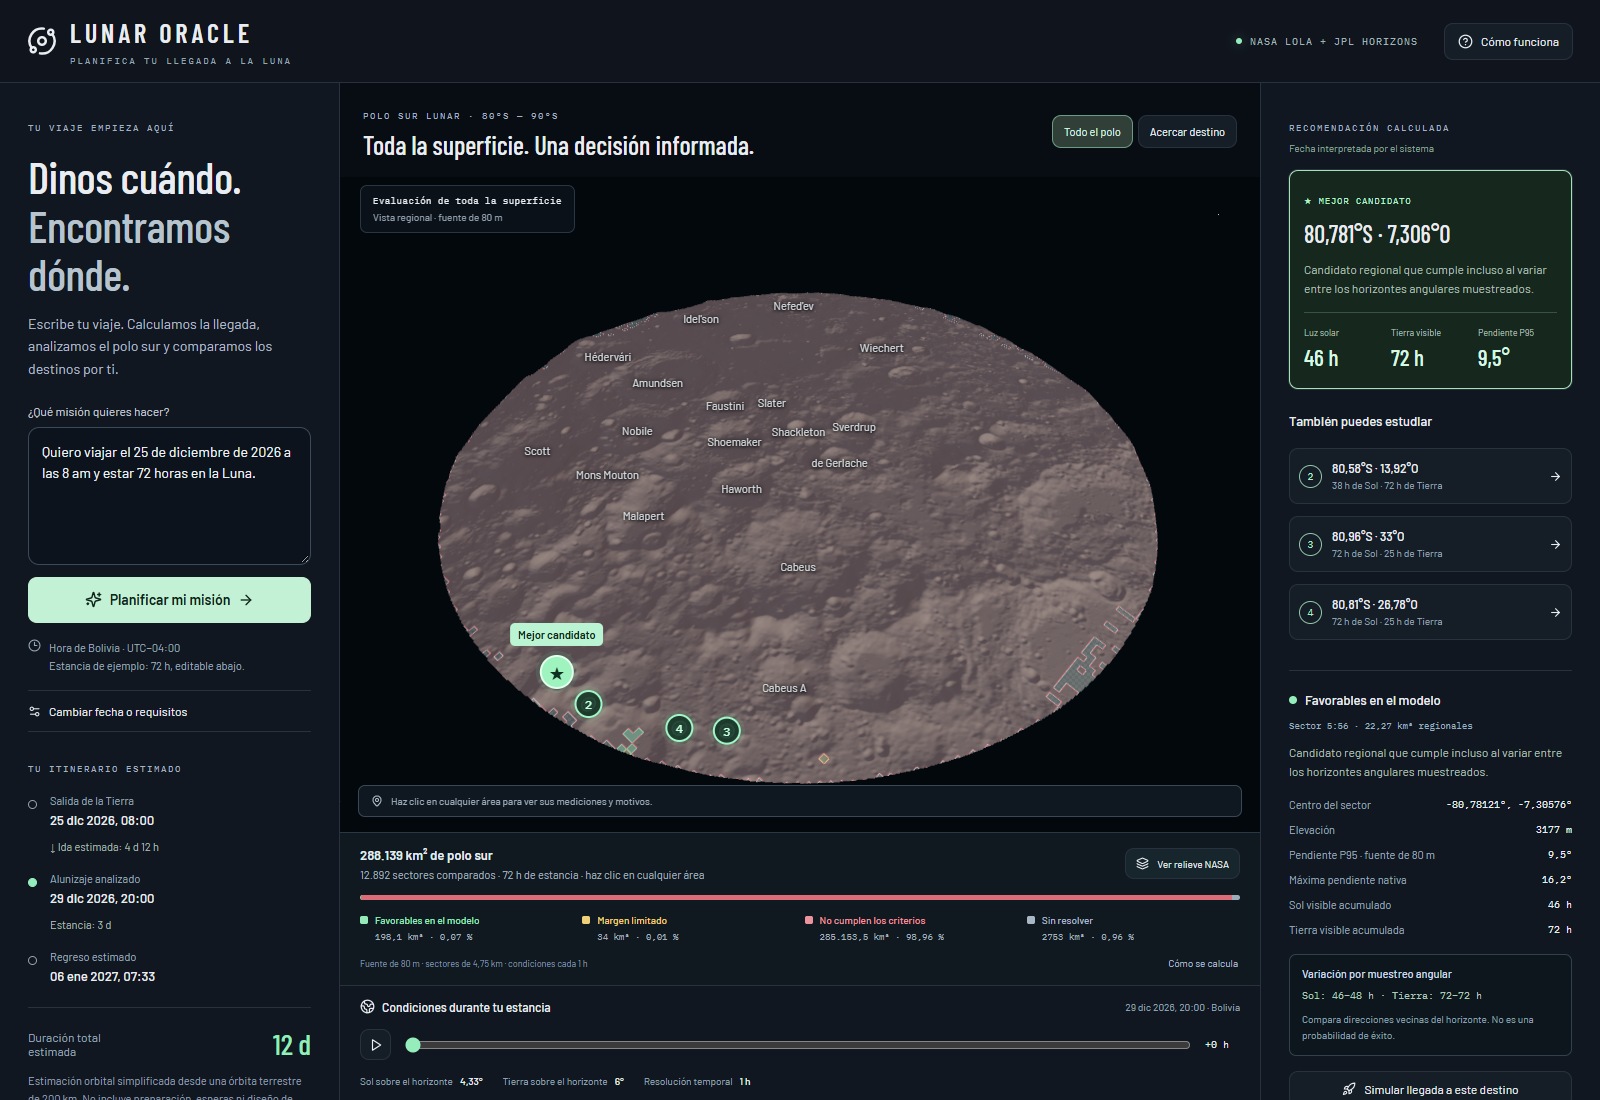 LUNAR ORACLE
PLANIFICA TU LLEGADA A LA LUNA
NASA LOLA + JPL HORIZONS
Cómo funciona
TU VIAJE EMPIEZA AQUÍ
Dinos cuándo.
Encontramos
dónde.
Escribe tu viaje. Calculamos la llegada,
analizamos el polo sur y comparamos los
destinos por ti.
¿Qué misión quieres hacer?
Quiero viajar el 25 de diciembre de 2026 a
las 8 am y estar 72 horas en la Luna.
Planificar mi misión →
Hora de Bolivia · UTC−04:00
Estancia de ejemplo: 72 h, editable abajo.
Cambiar fecha o requisitos
TU ITINERARIO ESTIMADO
Salida de la Tierra
25 dic 2026, 08:00
↓ Ida estimada: 4 d 12 h
Alunizaje analizado
29 dic 2026, 20:00
Estancia: 3 d
Regreso estimado
06 ene 2027, 07:33
Duración total
estimada
12 d
Estimación orbital simplificada desde una órbita terrestre
de 200 km. No incluye preparación, esperas ni diseño de
POLO SUR LUNAR · 80°S — 90°S
Toda la superficie. Una decisión informada.
Todo el polo
Acercar destino
Evaluación de toda la superficie
Vista regional · fuente de 80 m
Nefed'ev
Idel'son
Wiechert
Hédervári
Amundsen
Faustini
Slater
Nobile
Shoemaker
Shackleton
Sverdrup
Scott
de Gerlache
Mons Mouton
Haworth
Malapert
Cabeus
Mejor candidato
★
2
Cabeus A
4
3
Haz clic en cualquier área para ver sus mediciones y motivos.
288.139 km² de polo sur
12.892 sectores comparados · 72 h de estancia · haz clic en cualquier área
Ver relieve NASA
Favorables en el modelo
198,1 km² · 0,07 %
Margen limitado
34 km² · 0,01 %
No cumplen los criterios
285.153,5 km² · 98,96 %
Sin resolver
2753 km² · 0,96 %
Fuente de 80 m · sectores de 4,75 km · condiciones cada 1 h
Cómo se calcula
Condiciones durante tu estancia
29 dic 2026, 20:00 · Bolivia
+0 h
Sol sobre el horizonte 4,33°
Tierra sobre el horizonte 6°
Resolución temporal 1 h
RECOMENDACIÓN CALCULADA
Fecha interpretada por el sistema
★ MEJOR CANDIDATO
80,781°S · 7,306°O
Candidato regional que cumple incluso al variar
entre los horizontes angulares muestreados.
Luz solar
46 h
Tierra visible
72 h
Pendiente P95
9,5°
También puedes estudiar
2
80,58°S · 13,92°O
38 h de Sol · 72 h de Tierra
→
3
80,96°S · 33°O
72 h de Sol · 25 h de Tierra
→
4
80,81°S · 26,78°O
72 h de Sol · 25 h de Tierra
→
Favorables en el modelo
Sector 5:56 · 22,27 km² regionales
Candidato regional que cumple incluso al variar entre
los horizontes angulares muestreados.
Centro del sector -80,78121°, -7,30576°
Elevación 3177 m
Pendiente P95 · fuente de 80 m 9,5°
Máxima pendiente nativa 16,2°
Sol visible acumulado 46 h
Tierra visible acumulada 72 h
Variación por muestreo angular
Sol: 46–48 h · Tierra: 72–72 h
Compara direcciones vecinas del horizonte. No es una
probabilidad de éxito.
Simular llegada a este destino